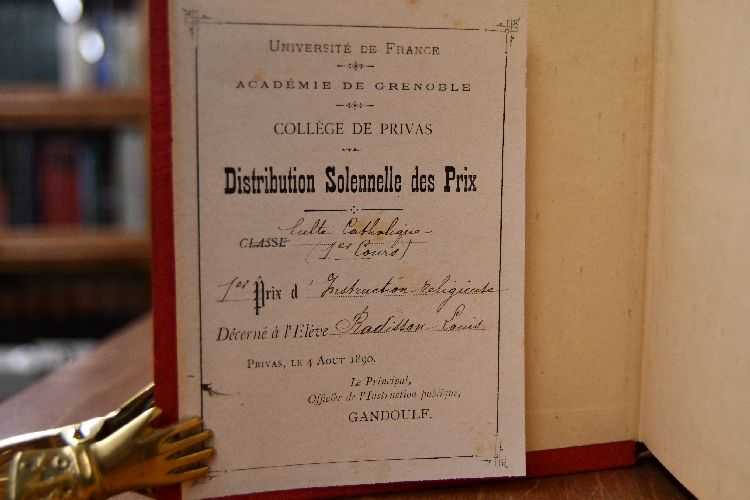 Université de France
Académie de Grenoble
Collège de Privas
Distribution Solennelle des Prix
Classe Culte Catholique
(1er Cours)
1er Prix d'Instruction religieuse
Décerné à l'Elève Radisson Louis
Privas, le 4 Aout 1890.
Le Principal,
Officier de l'Instruction publique,
GANDOULF.